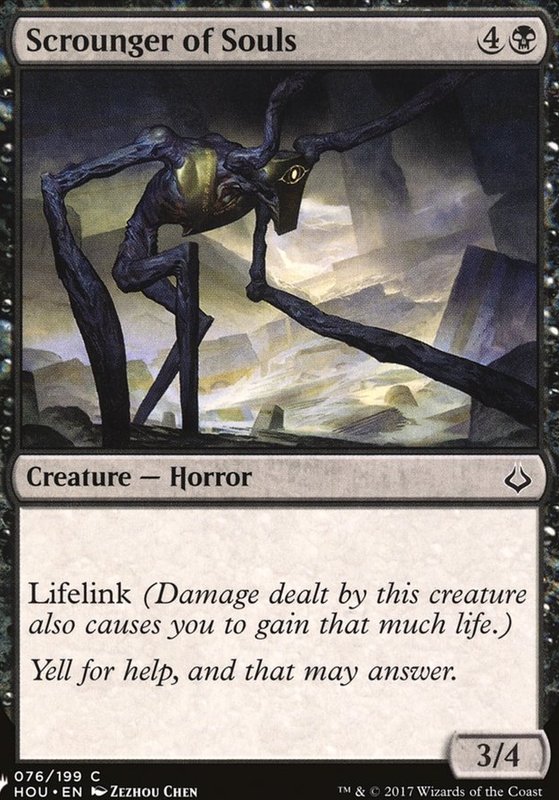 Scrounger of Souls 4
Creature — Horror
Lifelink (Damage dealt by this creature
also causes you to gain that much life.)
Yell for help, and that may answer.
3/4
076/199 C
HOU • EN Zezhou Chen
™ & © 2017 Wizards of the Coast